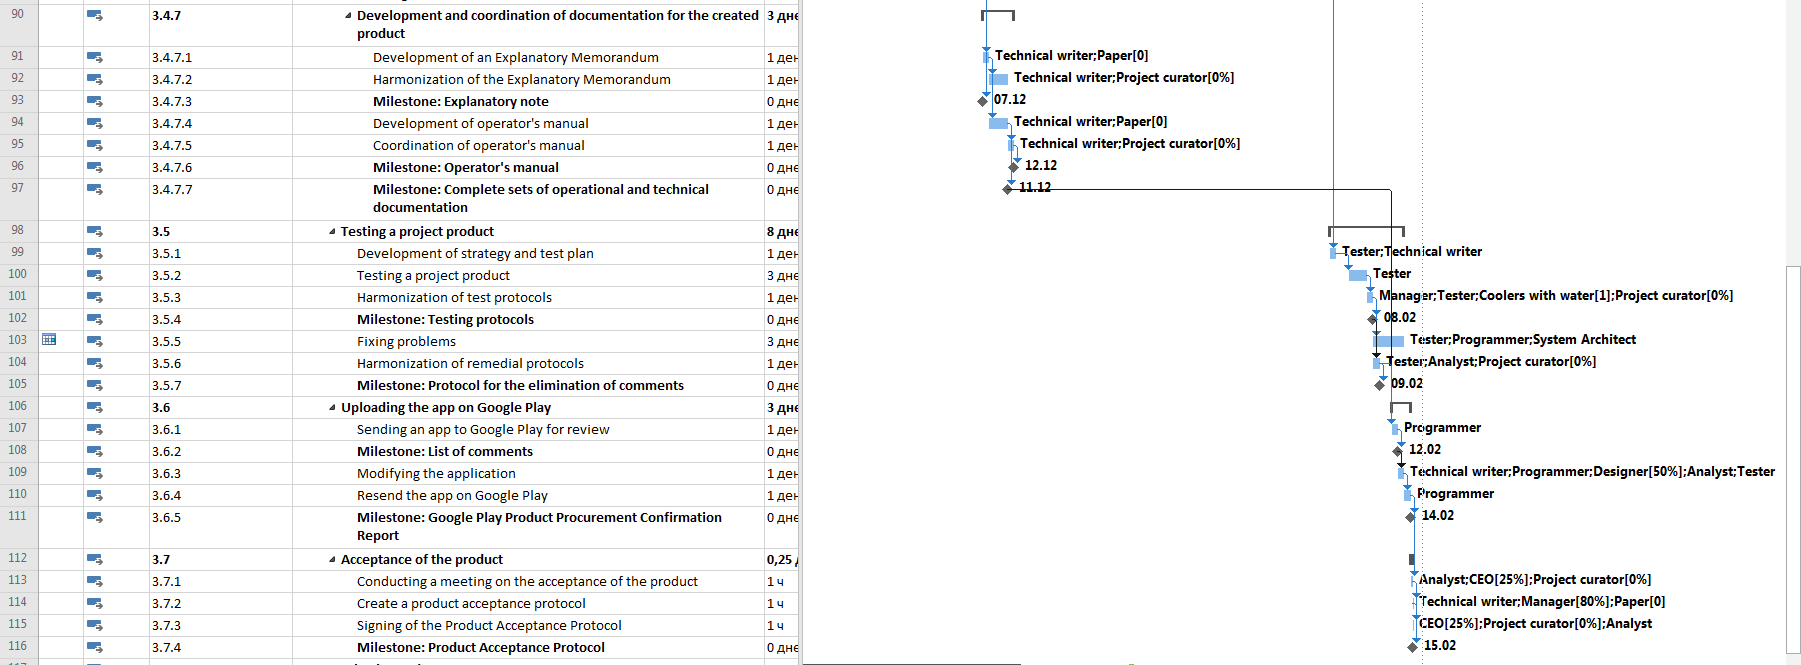 90 3.4.7 Development and coordination of documentation for the created 3 дне
product
91 3.4.7.1 Development of an Explanatory Memorandum 1 ден Technical writer;Paper[0]
92 3.4.7.2 Harmonization of the Explanatory Memorandum 1 ден Technical writer;Project curator[0%]
93 3.4.7.3 Milestone: Explanatory note 0 дне 07.12
94 3.4.7.4 Development of operator's manual 1 ден Technical writer;Paper[0]
95 3.4.7.5 Coordination of operator's manual 1 ден Technical writer;Project curator[0%]
96 3.4.7.6 Milestone: Operator's manual 0 дне 12.12
97 3.4.7.7 Milestone: Complete sets of operational and technical 0 дне 11.12
documentation
98 3.5 Testing a project product 8 дне
99 3.5.1 Development of strategy and test plan 1 ден Tester;Technical writer
100 3.5.2 Testing a project product 3 дне Tester
101 3.5.3 Harmonization of test protocols 1 ден Manager;Tester;Coolers with water[1];Project curator[0%]
102 3.5.4 Milestone: Testing protocols 0 дне 08.02
103 3.5.5 Fixing problems 3 дне Tester;Programmer;System Architect
104 3.5.6 Harmonization of remedial protocols 1 ден Tester;Analyst;Project curator[0%]
105 3.5.7 Milestone: Protocol for the elimination of comments 0 дне 09.02
106 3.6 Uploading the app on Google Play 3 дне
107 3.6.1 Sending an app to Google Play for review 1 ден Programmer
108 3.6.2 Milestone: List of comments 0 дне 12.02
109 3.6.3 Modifying the application 1 ден Technical writer;Programmer;Designer[50%];Analyst;Tester
110 3.6.4 Resend the app on Google Play 1 ден Programmer
111 3.6.5 Milestone: Google Play Product Procurement Confirmation 0 дне 14.02
Report
112 3.7 Acceptance of the product 0,25
113 3.7.1 Conducting a meeting on the acceptance of the product 1 ч Analyst;CEO[25%];Project curator[0%]
114 3.7.2 Create a product acceptance protocol 1 ч Technical writer;Manager[80%];Paper[0]
115 3.7.3 Signing of the Product Acceptance Protocol 1 ч CEO[25%];Project curator[0%];Analyst
116 3.7.4 Milestone: Product Acceptance Protocol 0 дне 15.02